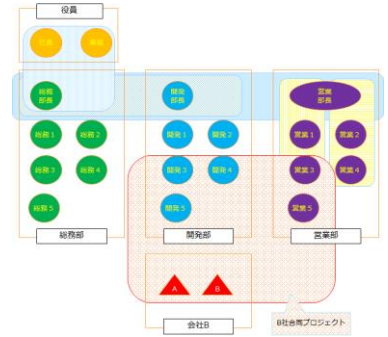 役員
総務
部長
開発
部長
営業
部長
総務1
総務2
開発1
開発2
営業1
営業2
総務3
総務4
開発3
開発4
営業3
営業4
総務5
開発5
営業5
総務部
開発部
営業部
A
B
会社B
B社合同プロジェクト